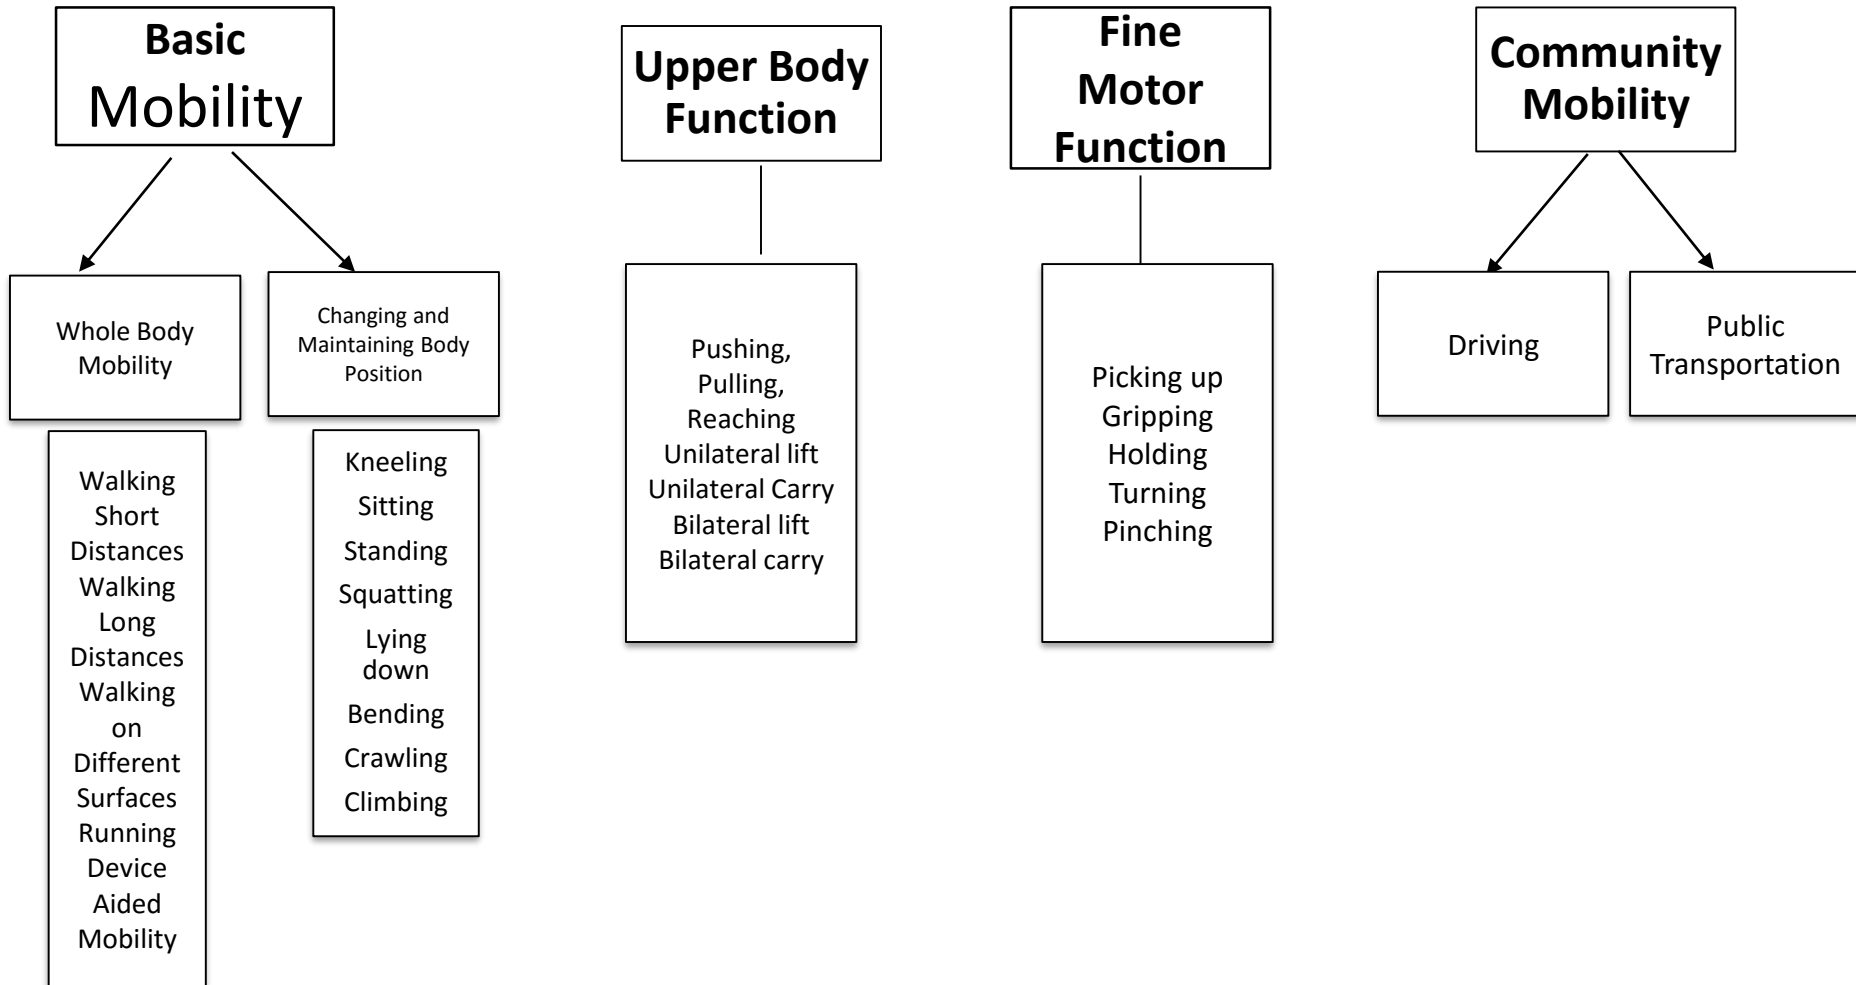 Basic
Mobility
Whole Body
Mobility
Changing and
Maintaining Body
Position
Walking
Short
Distances
Walking
Long
Distances
Walking
on
Different
Surfaces
Running
Device
Aided
Mobility
Kneeling
Sitting
Standing
Squatting
Lying
down
Bending
Crawling
Climbing
Upper Body
Function
Pushing,
Pulling,
Reaching
Unilateral lift
Unilateral Carry
Bilateral lift
Bilateral carry
Fine
Motor
Function
Picking up
Gripping
Holding
Turning
Pinching
Community
Mobility
Driving
Public
Transportation